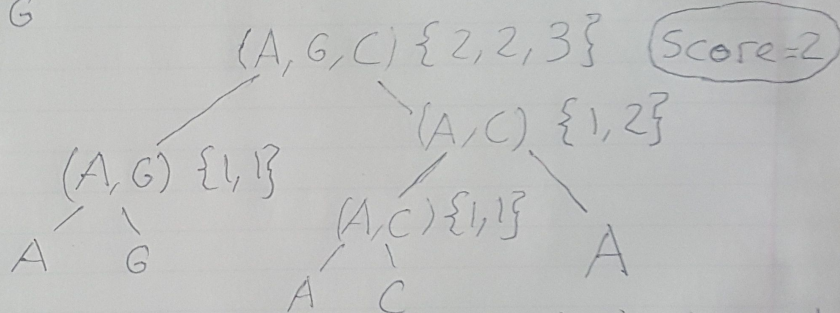 G
(A, G, C) {2, 2, 3} Score=2
(A, C) {1, 2}
(A, G) {1, 1}
(A, C) {1, 1}
A G A
A C